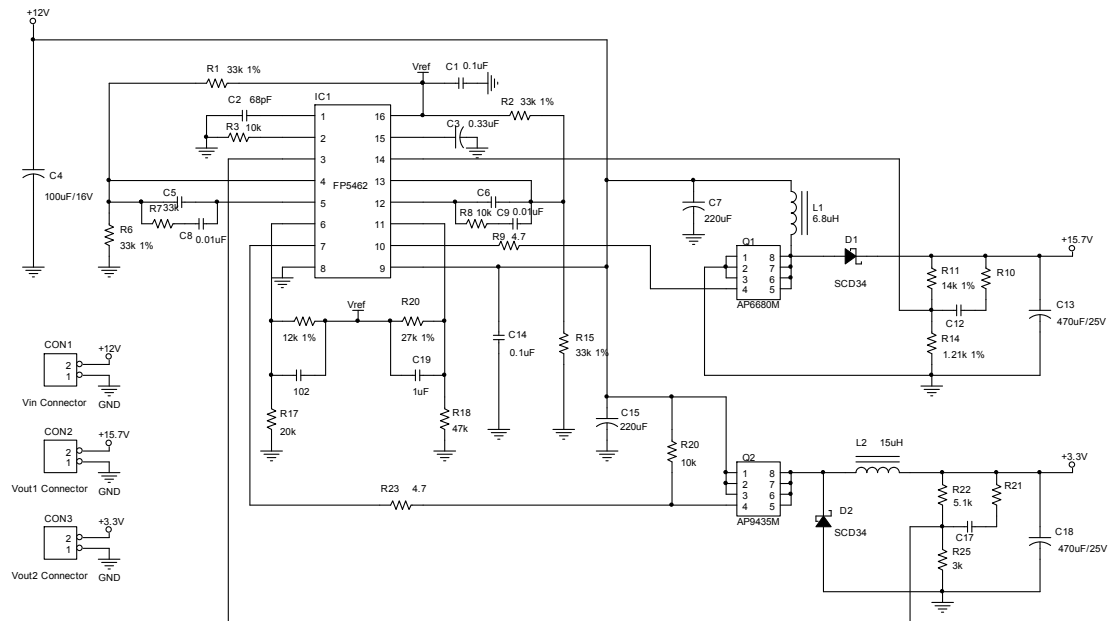 +12V
R1 33k 1%
Vref
C1 0.1uF
C2 68pF
IC1
R2 33k 1%
R3 10k
C3 0.33uF
1
2
3
4
5
6
7
8
16
15
14
13
12
11
10
9
FP5462
C4
100uF/16V
C5
R7 33k
C8
0.01uF
R6
33k 1%
C6
R8 10k
C9 0.01uF
R9 4.7
C7
220uF
L1
6.8uH
Q1
1
2
3
4
8
7
6
5
AP6680M
D1
SCD34
+15.7V
R11
14k 1%
R10
C12
R14
1.21k 1%
C13
470uF/25V
Vref
12k 1%
102
R20
27k 1%
C19
1uF
R17
20k
R18
47k
C14
0.1uF
R15
33k 1%
C15
220uF
R20
10k
R23 4.7
Q2
1
2
3
4
8
7
6
5
AP9435M
L2 15uH
D2
SCD34
+3.3V
R22
5.1k
R21
C17
R25
3k
C18
470uF/25V
CON1
2
1
+12V
GND
Vin Connector
CON2
2
1
+15.7V
GND
Vout1 Connector
CON3
2
1
+3.3V
GND
Vout2 Connector